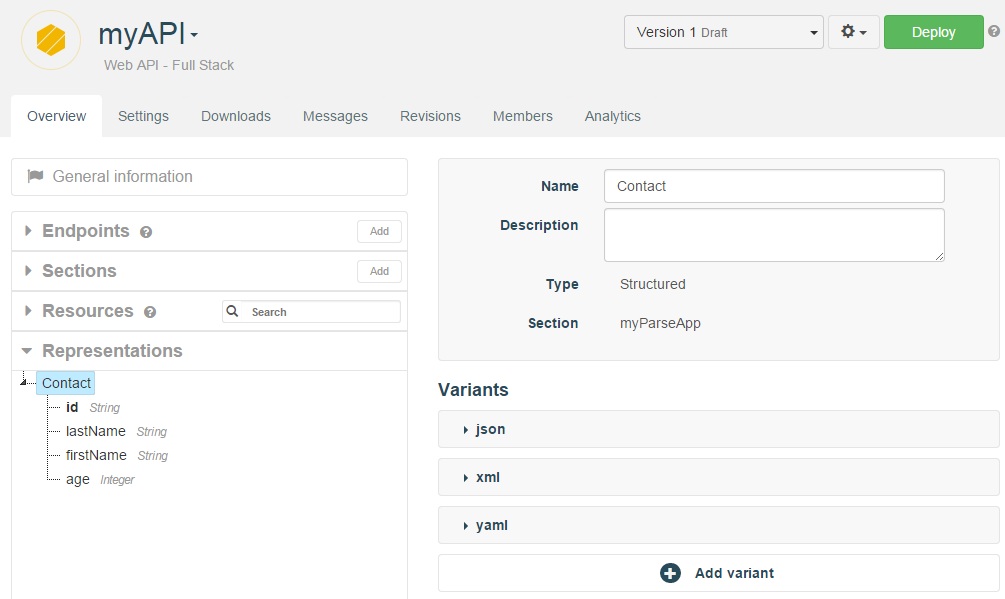 myAPI
Web API - Full Stack
Version 1 Draft
Deploy
?
Overview
Settings
Downloads
Messages
Revisions
Members
Analytics
General information
Endpoints ?
Add
Sections
Add
Resources ?
Search
Representations
Contact
id String
lastName String
firstName String
age Integer
Name
Contact
Description
Type
Structured
Section
myParseApp
Variants
json
xml
yaml
Add variant